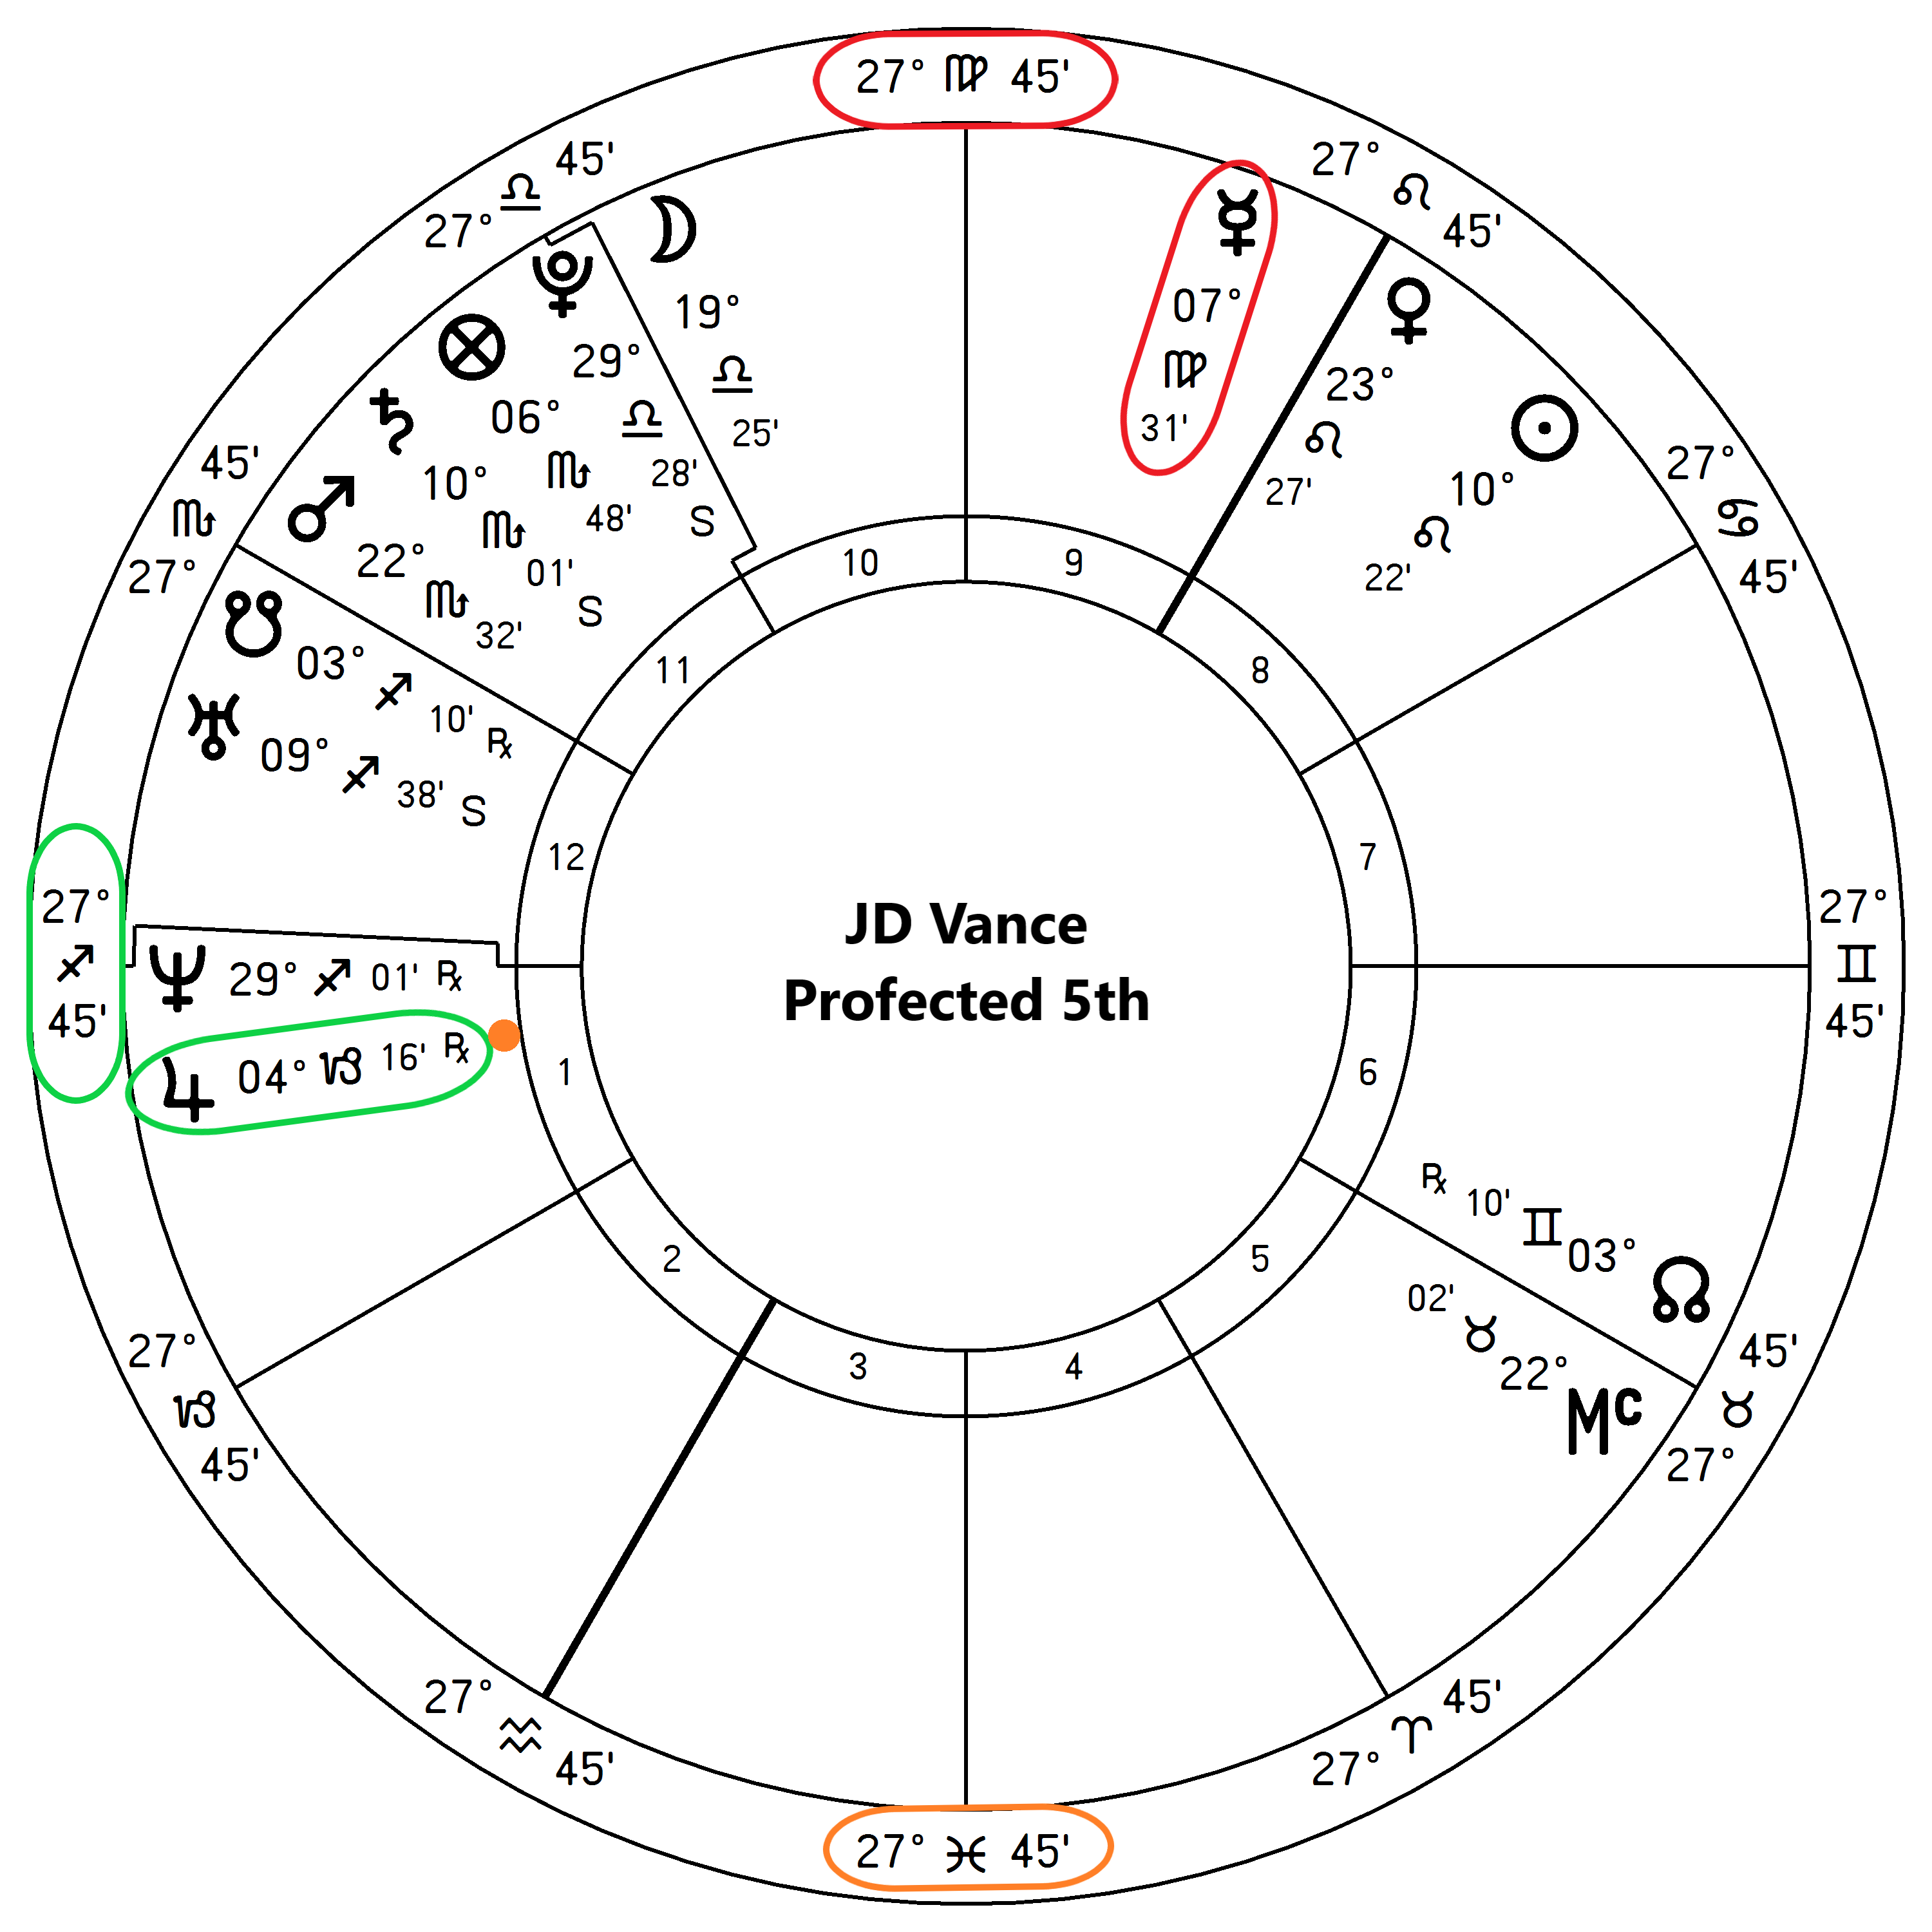 27° ♍ 45'
27° ♎ 45'
27° ♌ 45'
☽ 19° ♎ 25'
♇ 29° ♎ 28' S
⊗ 06° ♏ 48'
♄ 10° ♏ 01' S
♂ 22° ♏ 32'
☿ 07° ♍ 31'
♀ 23° ♌ 27'
☉ 10° ♌ 22'
45' ♏ 27°
27° ♋ 45'
☋ 03° ♐ 10' ℞
♅ 09° ♐ 38' S
10
9
11
8
12
7
27° ♐ 45'
27° ♊ 45'
♆ 29° ♐ 01' ℞
♃ 04° ♑ 16' ℞
JD Vance
Profected 5th
1
6
2
5
3
4
℞ 10' ♊ 03° ☊
02' ♉ 22° MC
27° ♑ 45'
45' ♉ 27°
27° ♒ 45'
27° ♈ 45'
27° ♓ 45'